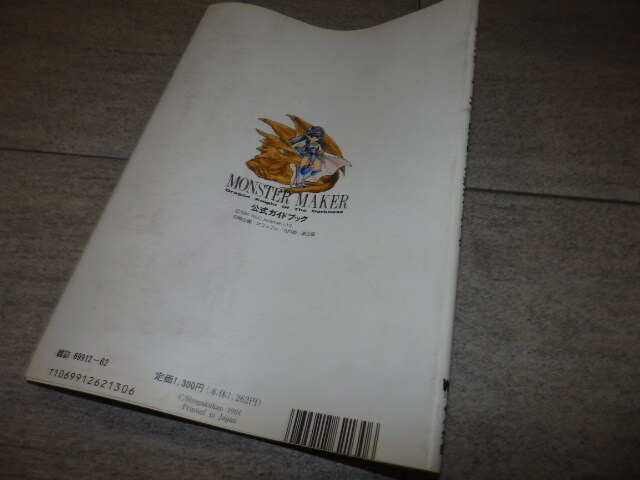 MONSTER MAKER
Dragon Knight of The Darkness
公式ガイドブック
雑誌 69912-62
T1069912621306
定価1,300円(本体1,262円)
©Shogakukan 1994
Printed in Japan